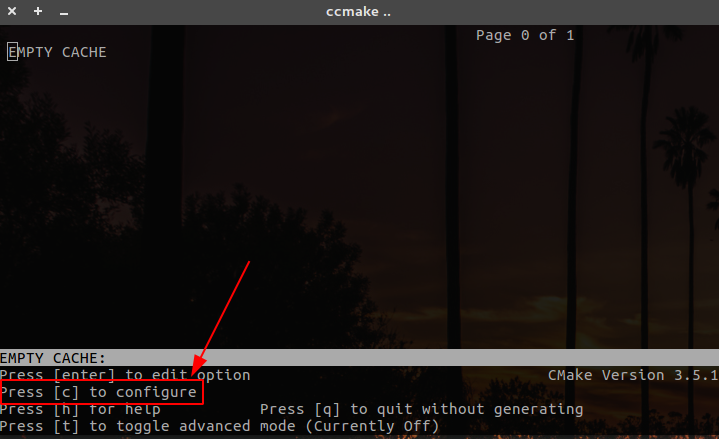 ccmake ..
Page 0 of 1
EMPTY CACHE
EMPTY CACHE:
Press [enter] to edit option CMake Version 3.5.1
Press [c] to configure
Press [h] for help Press [q] to quit without generating
Press [t] to toggle advanced mode (Currently Off)